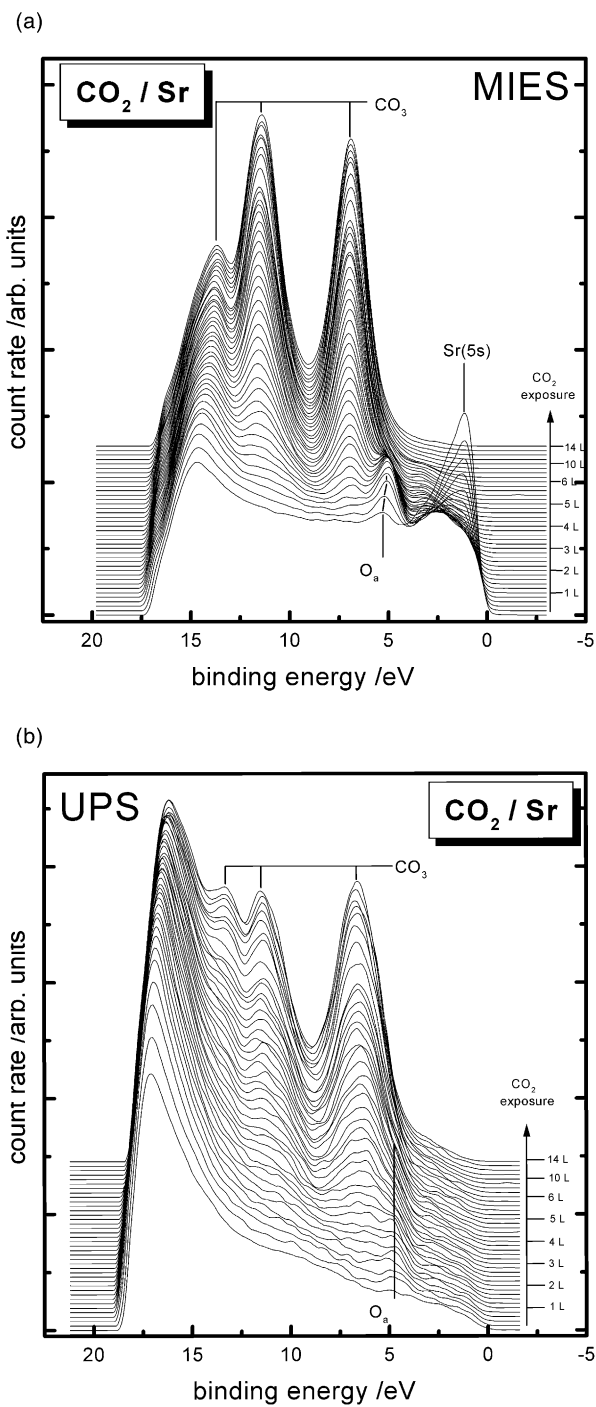 (a)
CO2 / Sr
MIES
CO3
Sr(5s)
CO2
exposure
14 L
10 L
6 L
5 L
4 L
3 L
2 L
1 L
Oa
count rate /arb. units
20 15 10 5 0 -5
binding energy /eV
(b)
UPS
CO2 / Sr
CO3
CO2
exposure
14 L
10 L
6 L
5 L
4 L
3 L
2 L
1 L
Oa
count rate /arb. units
20 15 10 5 0 -5
binding energy /eV